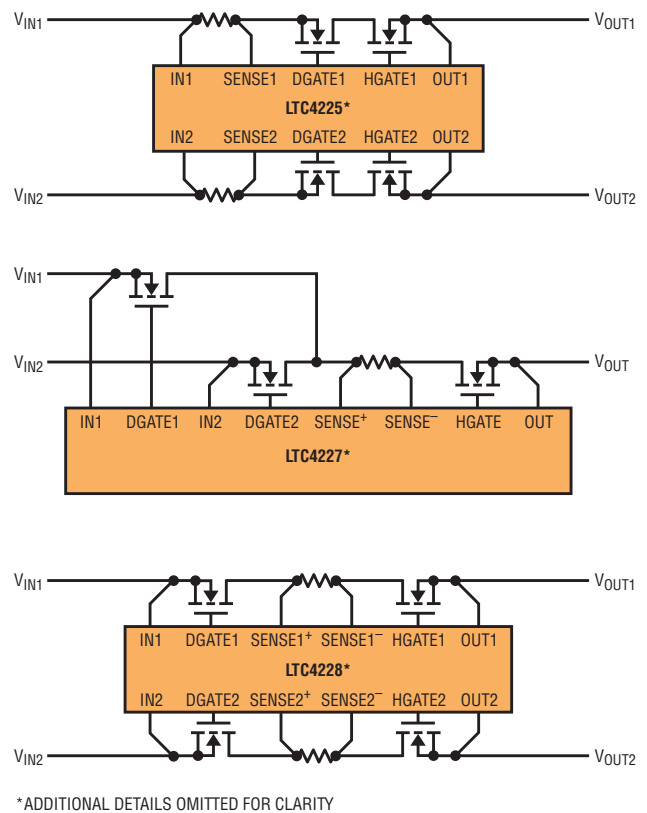 VIN1 VOUT1
IN1 SENSE1 DGATE1 HGATE1 OUT1
LTC4225*
IN2 SENSE2 DGATE2 HGATE2 OUT2
VIN2 VOUT2
VIN1
VIN2 VOUT
IN1 DGATE1 IN2 DGATE2 SENSE+ SENSE– HGATE OUT
LTC4227*
VIN1 VOUT1
IN1 DGATE1 SENSE1+ SENSE1– HGATE1 OUT1
LTC4228*
IN2 DGATE2 SENSE2+ SENSE2– HGATE2 OUT2
VIN2 VOUT2
*ADDITIONAL DETAILS OMITTED FOR CLARITY